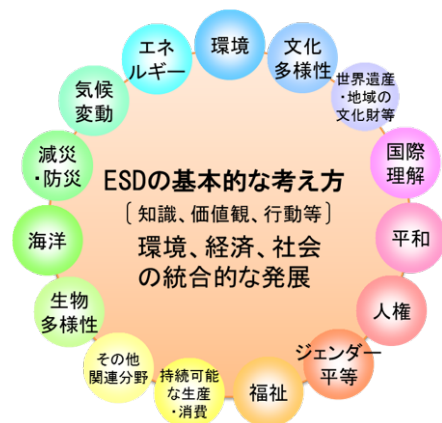 環境
文化
多様性
世界遺産
・地域の
文化財等
国際
理解
平和
人権
ジェンダー
平等
福祉
持続可能
な生産
・消費
その他
関連分野
生物
多様性
海洋
減災
・防災
気候
変動
エネ
ルギー
ESDの基本的な考え方
［知識、価値観、行動等］
環境、経済、社会
の統合的な発展